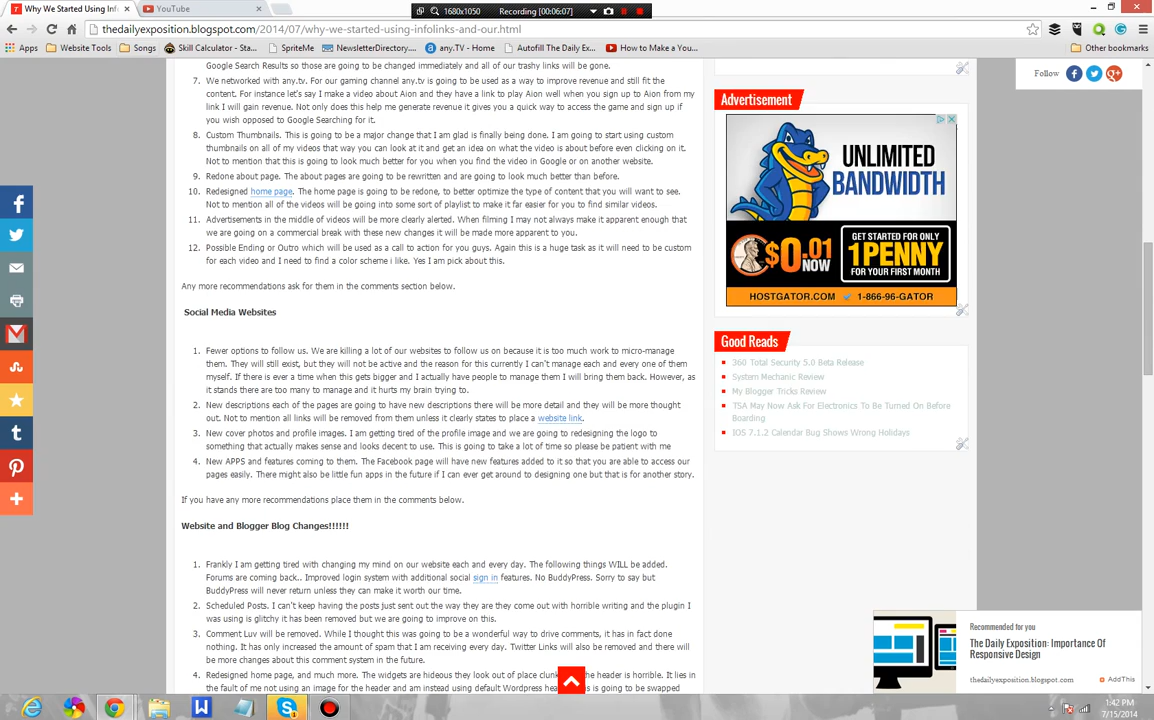 Why We Started Using Info
YouTube
1680x1050
Recording [00:06:07]
thedailyexposition.blogspot.com/2014/07/why-we-started-using-infolinks-and-our.html
Apps
Website Tools
Songs
Skill Calculator - Sta...
SpriteMe
NewsletterDirectory....
any.TV - Home
Autofill The Daily Ex...
How to Make a You...
Other bookmarks
Google Search Results so those are going to be changed immediately and all of our trashy links will be gone.
7. We networked with any.tv. For our gaming channel any.tv is going to be used as a way to improve revenue and still fit the
content. For instance let's say I make a video about Aion and they have a link to play Aion well when you sign up to Aion from my
link I will gain revenue. Not only does this help me generate revenue it gives you a quick way to access the game and sign up if
you wish opposed to Google Searching for it.
8. Custom Thumbnails. This is going to be a major change that I am glad is finally being done. I am going to start using custom
thumbnails on all of my videos that way you can look at it and get an idea on what the video is about before even clicking on it.
Not to mention that this is going to look much better for you when you find the video in Google or on another website.
9. Redone about page. The about pages are going to be rewritten and are going to look much better than before.
10. Redesigned home page. The home page is going to be redone, to better optimize the type of content that you will want to see.
Not to mention all of the videos will be going into some sort of playlist to make it far easier for you to find similar videos.
11. Advertisements in the middle of videos will be more clearly alerted. When filming I may not always make it apparent enough that
we are going on a commercial break with these new changes it will be made more apparent to you.
12. Possible Ending or Outro which will be used as a call to action for you guys. Again this is a huge task as it will need to be custom
for each video and I need to find a color scheme i like. Yes I am pick about this.
Any more recommendations ask for them in the comments section below.
Social Media Websites
1. Fewer options to follow us. We are killing a lot of our websites to follow us on because it is too much work to micro-manage
them. They will still exist, but they will not be active and the reason for this currently I can't manage each and every one of them
myself. If there is ever a time when this gets bigger and I actually have people to manage them I will bring them back. However, as
it stands there are too many to manage and it hurts my brain trying to.
2. New descriptions each of the pages are going to have new descriptions there will be more detail and they will be more thought
out. Not to mention all links will be removed from them unless it clearly states to place a website link.
3. New cover photos and profile images. I am getting tired of the profile image and we are going to redesigning the logo to
something that actually makes sense and looks decent to use. This is going to take a lot of time so please be patient with me
4. New APPS and features coming to them. The Facebook page will have new features added to it so that you are able to access our
pages easily. There might also be little fun apps in the future if I can ever get around to designing one but that is for another story.
If you have any more recommendations place them in the comments below.
Website and Blogger Blog Changes!!!!!!
1. Frankly I am getting tired with changing my mind on our website each and every day. The following things WILL be added.
Forums are coming back.. Improved login system with additional social sign in features. No BuddyPress. Sorry to say but
BuddyPress will never return unless they can make it worth our time.
2. Scheduled Posts. I can't keep having the posts just sent out the way they are they come out with horrible writing and the plugin I
was using is glitchy it has been removed but we are going to improve on this.
3. Comment Luv will be removed. While I thought this was going to be a wonderful way to drive comments, it has in fact done
nothing. It has only increased the amount of spam that I am receiving every day. Twitter Links will also be removed and there will
be more changes about this comment system in the future.
4. Redesigned home page, and much more. The widgets are hideous they look out of place clunk the header is horrible. It lies in
the fault of me not using an image for the header and am instead using default Wordpress hea s is going to be swapped
Advertisement
UNLIMITED
BANDWIDTH
$0.01
NOW
GET STARTED FOR ONLY
1 PENNY
FOR YOUR FIRST MONTH
HOSTGATOR.COM
1-866-96-GATOR
Good Reads
360 Total Security 5.0 Beta Release
System Mechanic Review
My Blogger Tricks Review
TSA May Now Ask For Electronics To Be Turned On Before
Boarding
IOS 7.1.2 Calendar Bug Shows Wrong Holidays
Follow
Recommended for you
The Daily Exposition: Importance Of
Responsive Design
thedailyexposition.blogspot.com
AddThis
1:42 PM
7/15/2014